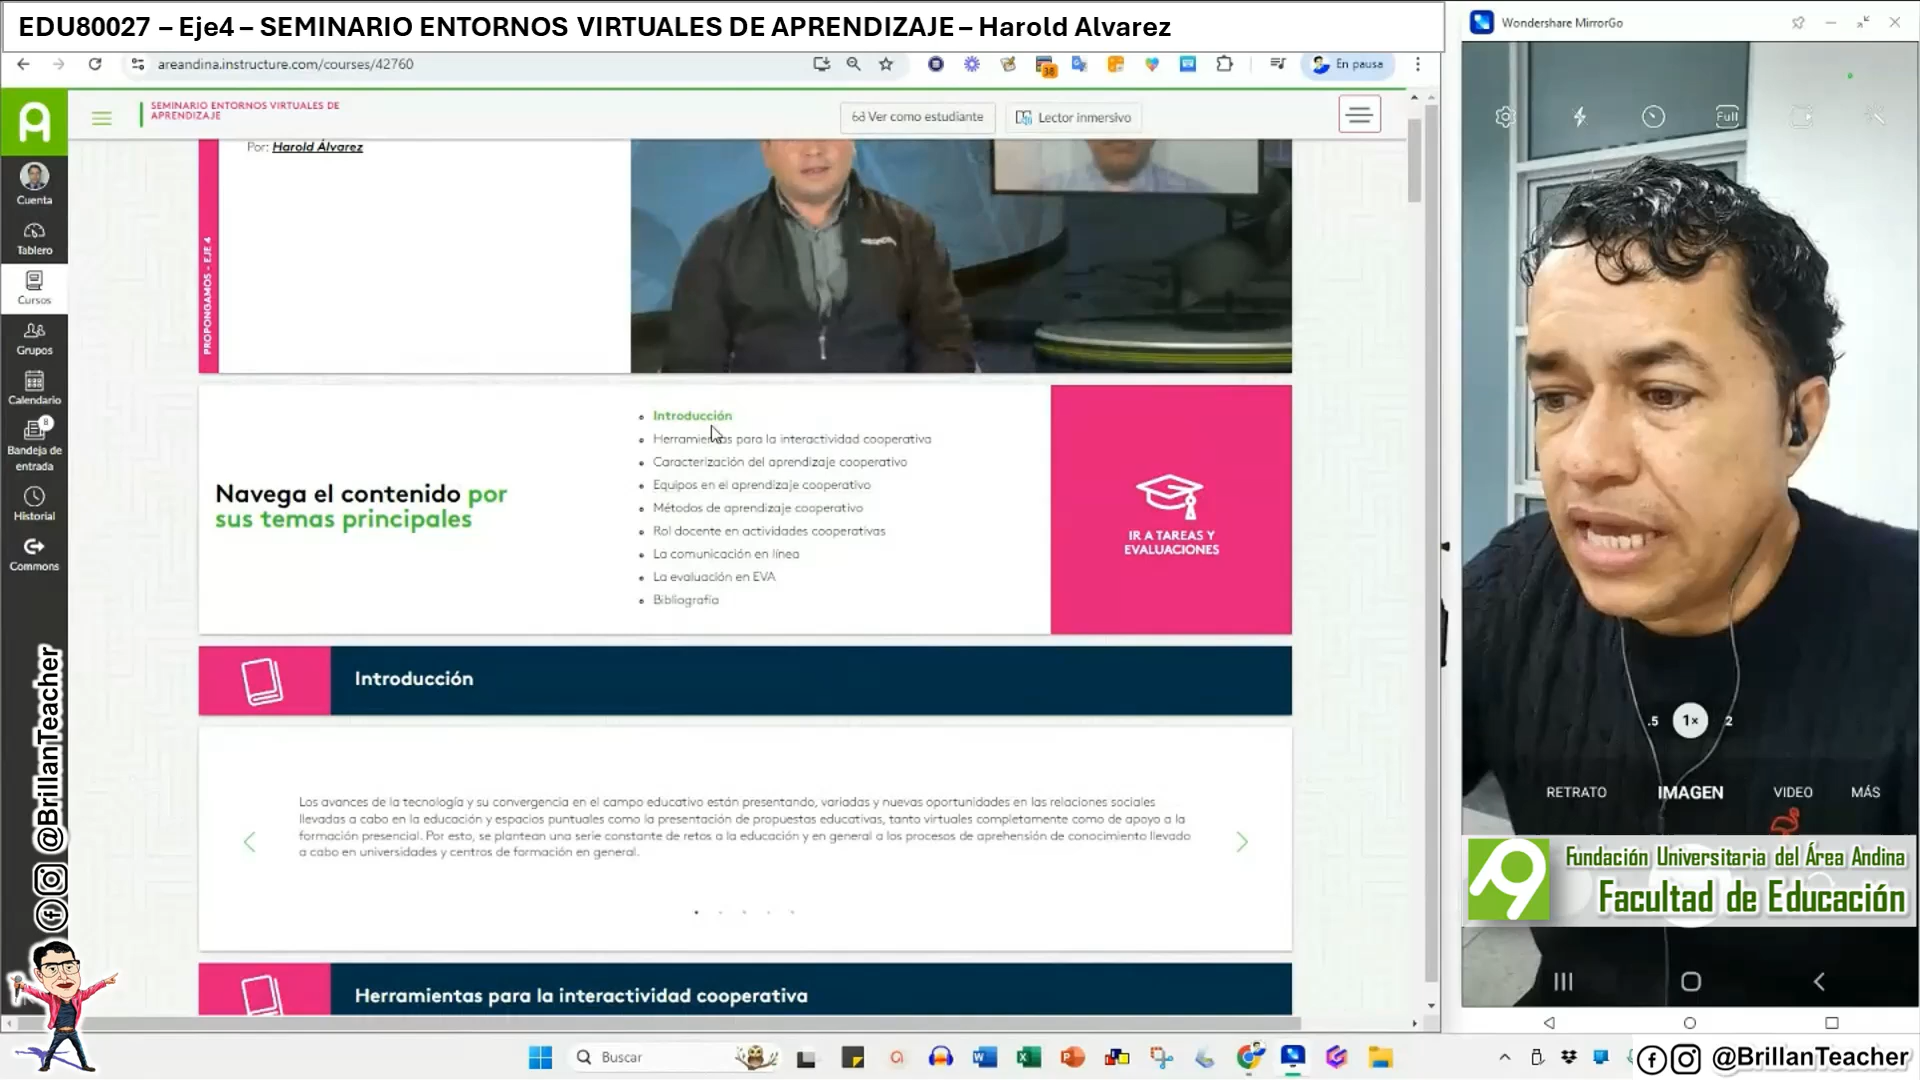 EDU80027 – Eje4 – SEMINARIO ENTORNOS VIRTUALES DE APRENDIZAJE – Harold Alvarez
Wondershare MirrorGo
areandina.instructure.com/courses/42760
38
En pausa
SEMINARIO ENTORNOS VIRTUALES DE
APRENDIZAJE
Ver como estudiante
Lector inmersivo
Full
Por: Harold Álvarez
Cuenta
Tablero
Cursos
Grupos
Calendario
8
Bandeja de
entrada
Historial
Commons
PROPONGAMOS - EJE 4
Navega el contenido por
sus temas principales
Introducción
Herramientas para la interactividad cooperativa
Caracterización del aprendizaje cooperativo
Equipos en el aprendizaje cooperativo
Métodos de aprendizaje cooperativo
Rol docente en actividades cooperativas
La comunicación en línea
La evaluación en EVA
Bibliografía
IR A TAREAS Y
EVALUACIONES
Introducción
Los avances de la tecnología y su convergencia en el campo educativo están presentando, variadas y nuevas oportunidades en las relaciones sociales
llevadas a cabo en la educación y espacios puntuales como la presentación de propuestas educativas, tanto virtuales completamente como de apoyo a la
formación presencial. Por esto, se plantean una serie constante de retos a la educación y en general a los procesos de aprehensión de conocimiento llevado
a cabo en universidades y centros de formación en general.
Herramientas para la interactividad cooperativa
@BrillanTeacher
.5
1×
2
RETRATO
IMAGEN
VIDEO
MÁS
Fundación Universitaria del Área Andina
Facultad de Educación
Buscar
@BrillanTeacher